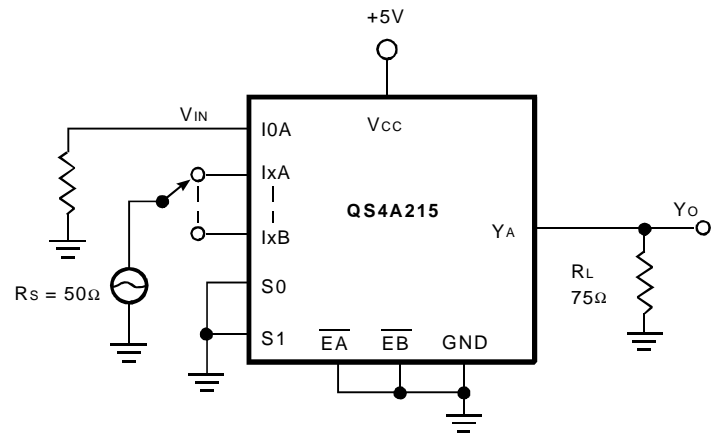 +5V
VIN
I0A
VCC
IxA
QS4A215
IxB
YA
YO
S0
RS = 50Ω
RL
75Ω
S1
EA
EB
GND